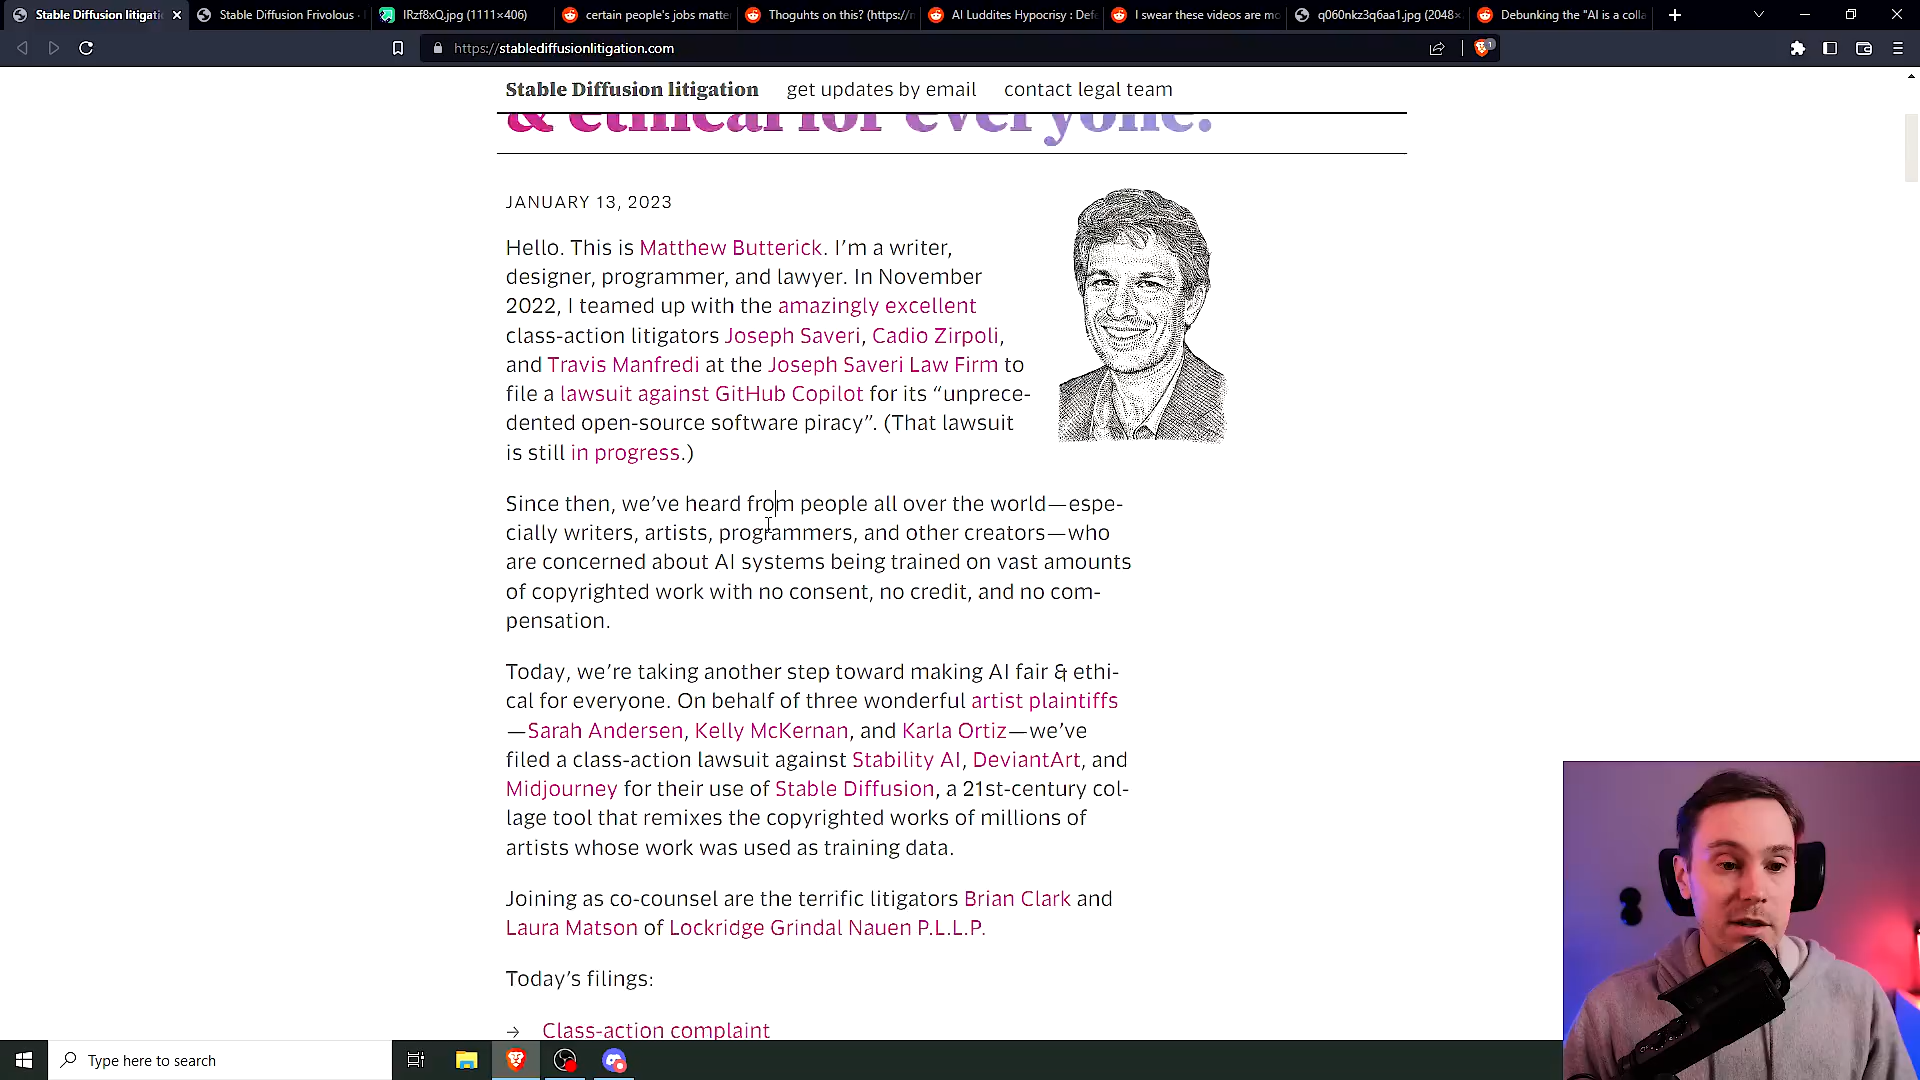 Stable Diffusion litigati
Stable Diffusion Frivolous ·
IRzf8xQ.jpg (1111×406)
certain people's jobs matte
Thoguhts on this? (https://r
AI Luddites Hypocrisy : Defe
I swear these videos are mo
q060nkz3q6aa1.jpg (2048×
Debunking the "AI is a colla
https://stablediffusionlitigation.com
1
Stable Diffusion litigation get updates by email contact legal team
& ethical for everyone.
JANUARY 13, 2023
Hello. This is Matthew Butterick. I'm a writer,
designer, programmer, and lawyer. In November
2022, I teamed up with the amazingly excellent
class-action litigators Joseph Saveri, Cadio Zirpoli,
and Travis Manfredi at the Joseph Saveri Law Firm to
file a lawsuit against GitHub Copilot for its “unprece-
dented open-source software piracy”. (That lawsuit
is still in progress.)
Since then, we’ve heard from people all over the world—espe-
cially writers, artists, programmers, and other creators—who
are concerned about AI systems being trained on vast amounts
of copyrighted work with no consent, no credit, and no com-
pensation.
Today, we’re taking another step toward making AI fair & ethi-
cal for everyone. On behalf of three wonderful artist plaintiffs
—Sarah Andersen, Kelly McKernan, and Karla Ortiz—we’ve
filed a class-action lawsuit against Stability AI, DeviantArt, and
Midjourney for their use of Stable Diffusion, a 21st-century col-
lage tool that remixes the copyrighted works of millions of
artists whose work was used as training data.
Joining as co-counsel are the terrific litigators Brian Clark and
Laura Matson of Lockridge Grindal Nauen P.L.L.P.
Today’s filings:
→ Class-action complaint
Type here to search